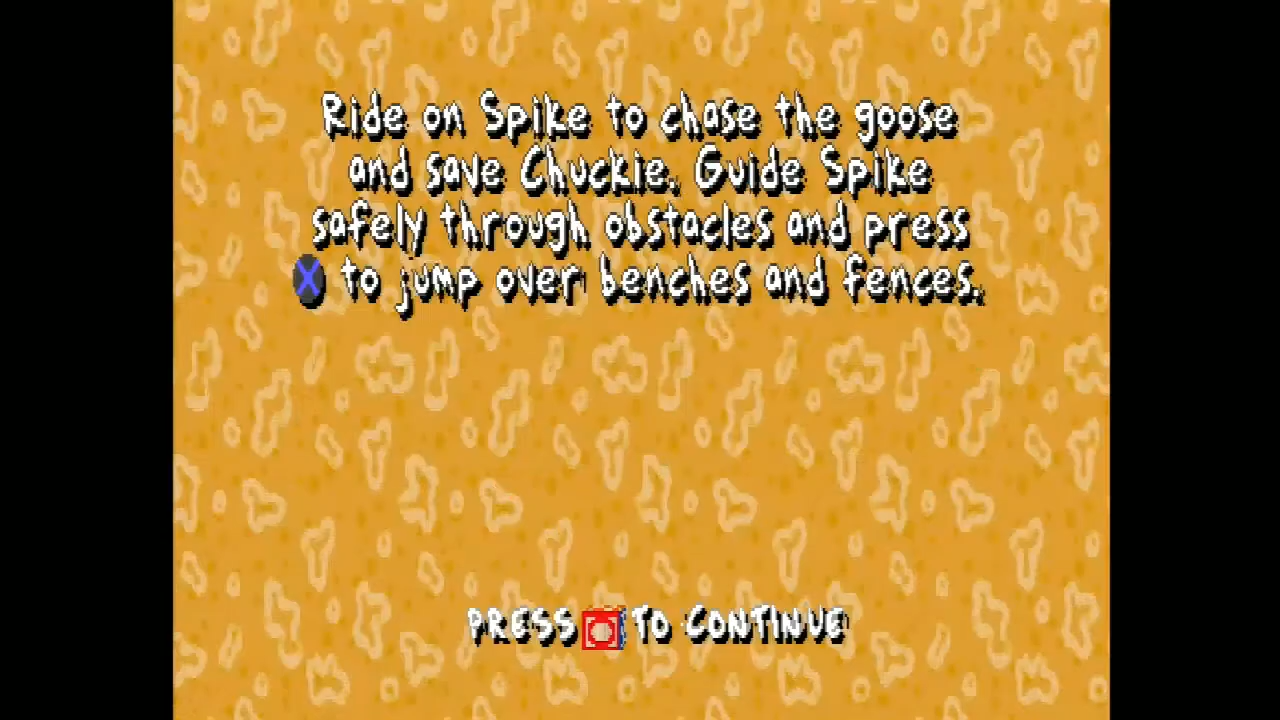 Ride on Spike to chase the goose
and save Chuckie. Guide Spike
safely through obstacles and press
X to jump over benches and fences.
PRESS TO CONTINUE